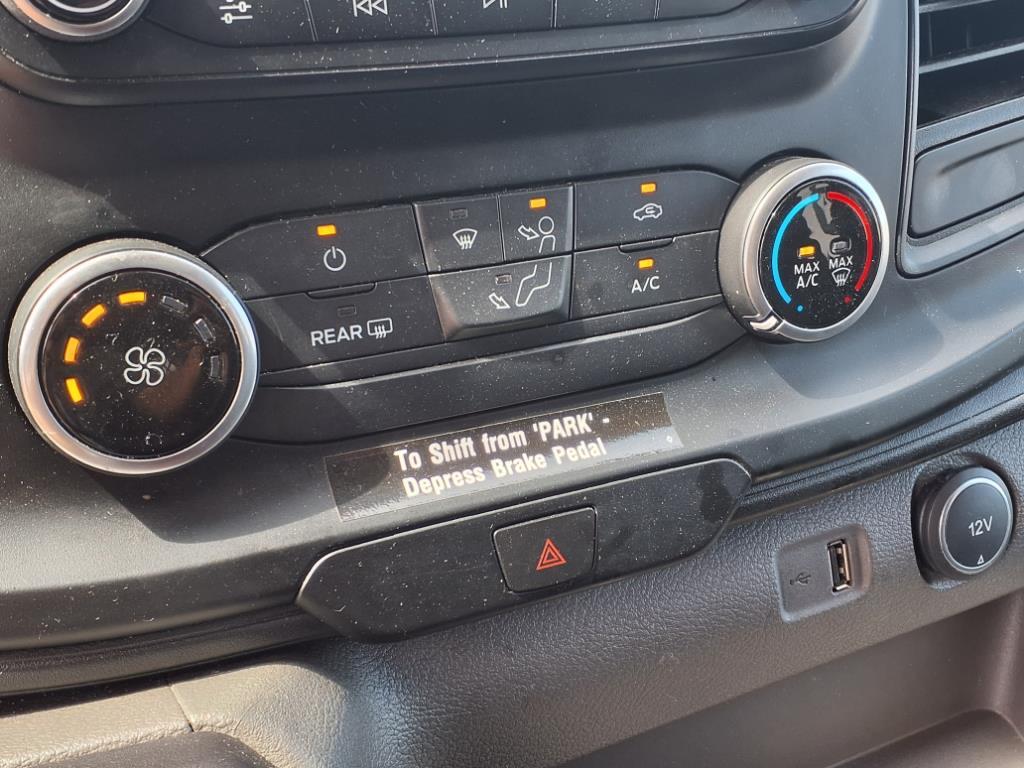 REAR
A/C
MAX
A/C
MAX
To Shift from 'PARK' -
Depress Brake Pedal
12V